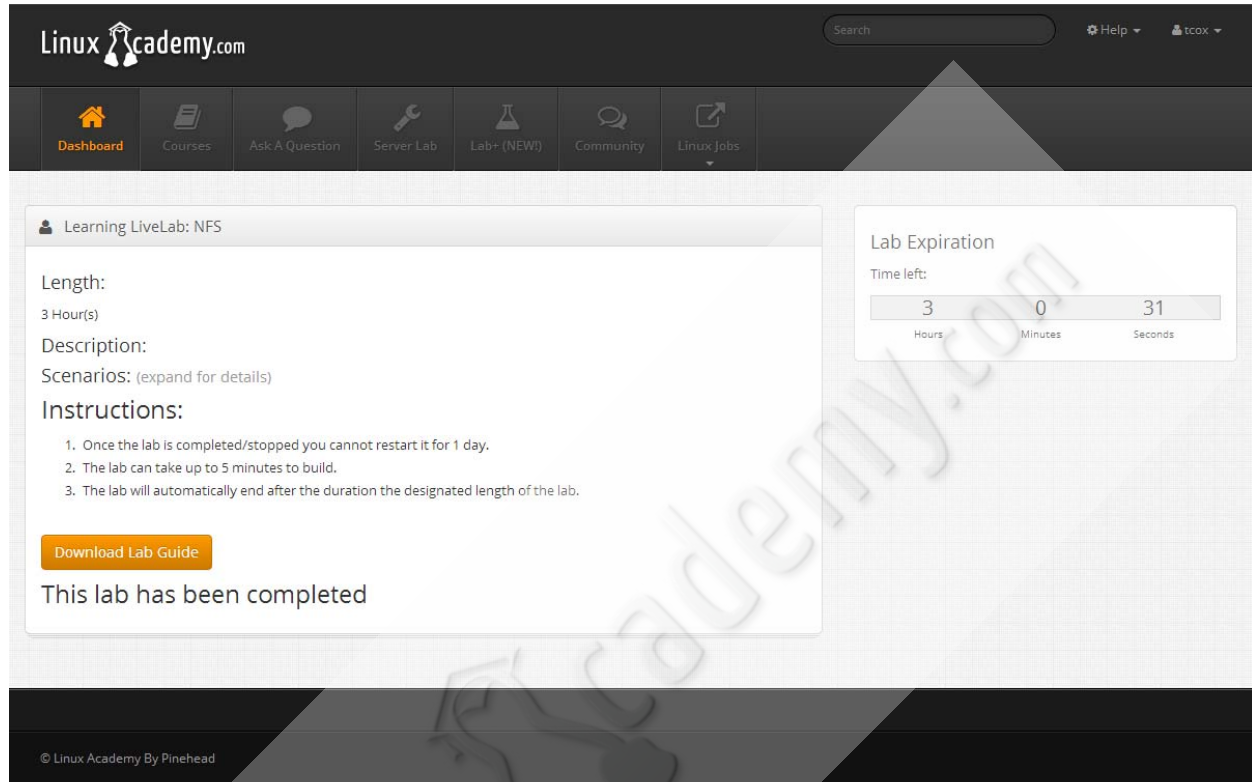 Linux Academy.com
Search
Help
tcox
Dashboard
Courses
Ask A Question
Server Lab
Lab+ (NEW!)
Community
Linux Jobs
Learning LiveLab: NFS
Length:
3 Hour(s)
Description:
Scenarios: (expand for details)
Instructions:
1. Once the lab is completed/stopped you cannot restart it for 1 day.
2. The lab can take up to 5 minutes to build.
3. The lab will automatically end after the duration the designated length of the lab.
Download Lab Guide
This lab has been completed
Lab Expiration
Time left:
3 0 31
Hours Minutes Seconds
Academy.com
© Linux Academy By Pinehead